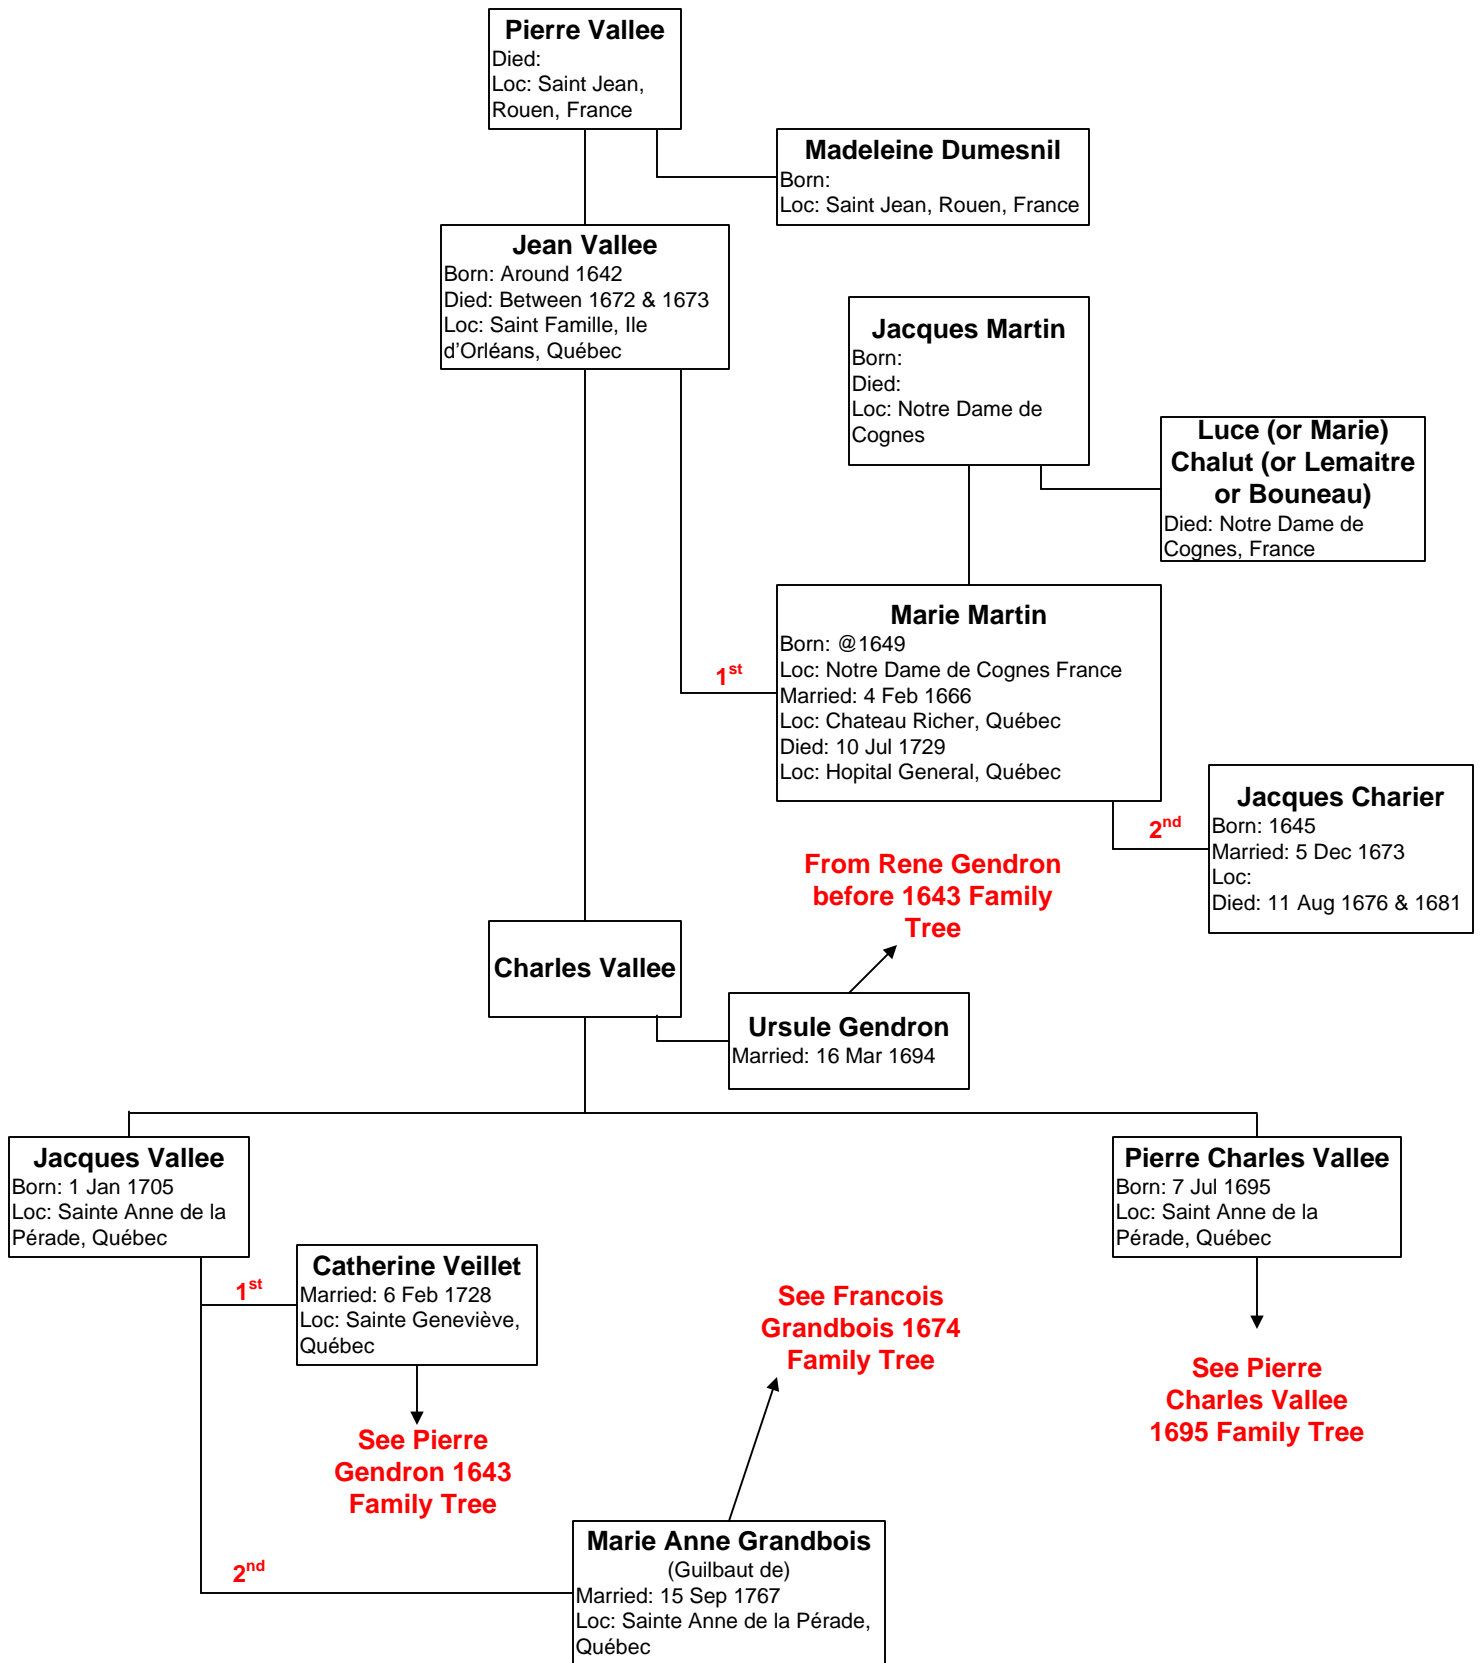 Pierre Vallee
Died:
Loc: Saint Jean,
Rouen, France
Madeleine Dumesnil
Born:
Loc: Saint Jean, Rouen, France
Jean Vallee
Born: Around 1642
Died: Between 1672 & 1673
Loc: Saint Famille, Ile
d’Orléans, Québec
Jacques Martin
Born:
Died:
Loc: Notre Dame de
Cognes
Luce (or Marie)
Chalut (or Lemaitre
or Bouneau)
Died: Notre Dame de
Cognes, France
1st
Marie Martin
Born: @1649
Loc: Notre Dame de Cognes France
Married: 4 Feb 1666
Loc: Chateau Richer, Québec
Died: 10 Jul 1729
Loc: Hopital General, Québec
2nd
Jacques Charier
Born: 1645
Married: 5 Dec 1673
Loc:
Died: 11 Aug 1676 & 1681
From Rene Gendron
before 1643 Family
Tree
Charles Vallee
Ursule Gendron
Married: 16 Mar 1694
Jacques Vallee
Born: 1 Jan 1705
Loc: Sainte Anne de la
Pérade, Québec
Pierre Charles Vallee
Born: 7 Jul 1695
Loc: Saint Anne de la
Pérade, Québec
1st
Catherine Veillet
Married: 6 Feb 1728
Loc: Sainte Geneviève,
Québec
See Francois
Grandbois 1674
Family Tree
See Pierre
Charles Vallee
1695 Family Tree
See Pierre
Gendron 1643
Family Tree
2nd
Marie Anne Grandbois
(Guilbaut de)
Married: 15 Sep 1767
Loc: Sainte Anne de la Pérade,
Québec